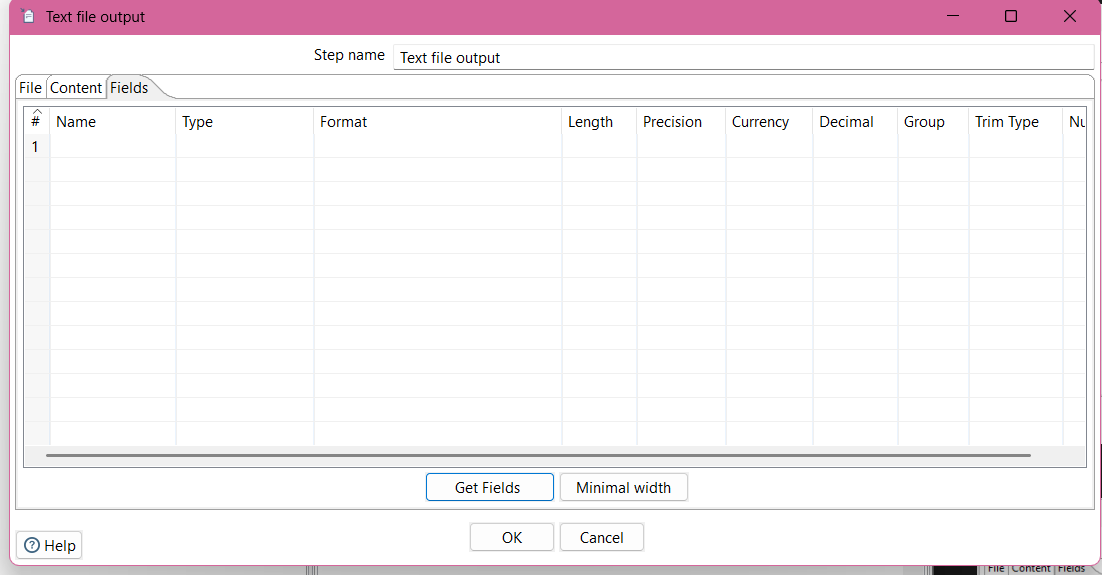 Text file output
Step name Text file output
File Content Fields
# Name Type Format Length Precision Currency Decimal Group Trim Type Nu
1
Get Fields Minimal width
OK Cancel
Help
File Content Fields